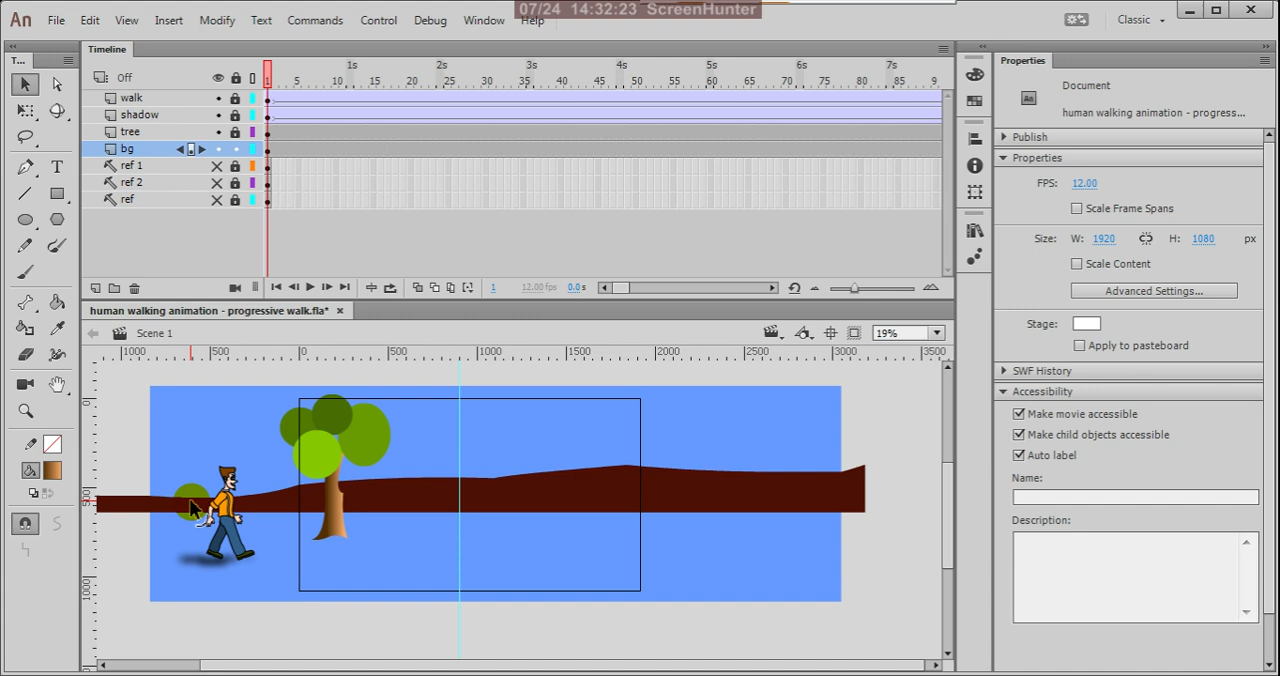 07/24 14:32:23 ScreenHunter
An File Edit View Insert Modify Text Commands Control Debug Window Help Classic
T... Timeline Properties
Off 1s 2s 3s 4s 5s 6s 7s
1 5 10 15 20 25 30 35 40 45 50 55 60 65 70 75 80 85 9
walk
shadow
tree
bg
ref 1
ref 2
ref
1 12.00 fps 0.0s
human walking animation - progressive walk.fla*
Scene 1 19%
1000 500 0 500 1000 1500 2000 2500 3000 3500
0
500
1000
Document
human walking animation - progress...
Publish
Properties
FPS: 12.00
Scale Frame Spans
Size: W: 1920 H: 1080 px
Scale Content
Advanced Settings...
Stage:
Apply to pasteboard
SWF History
Accessibility
Make movie accessible
Make child objects accessible
Auto label
Name:
Description: